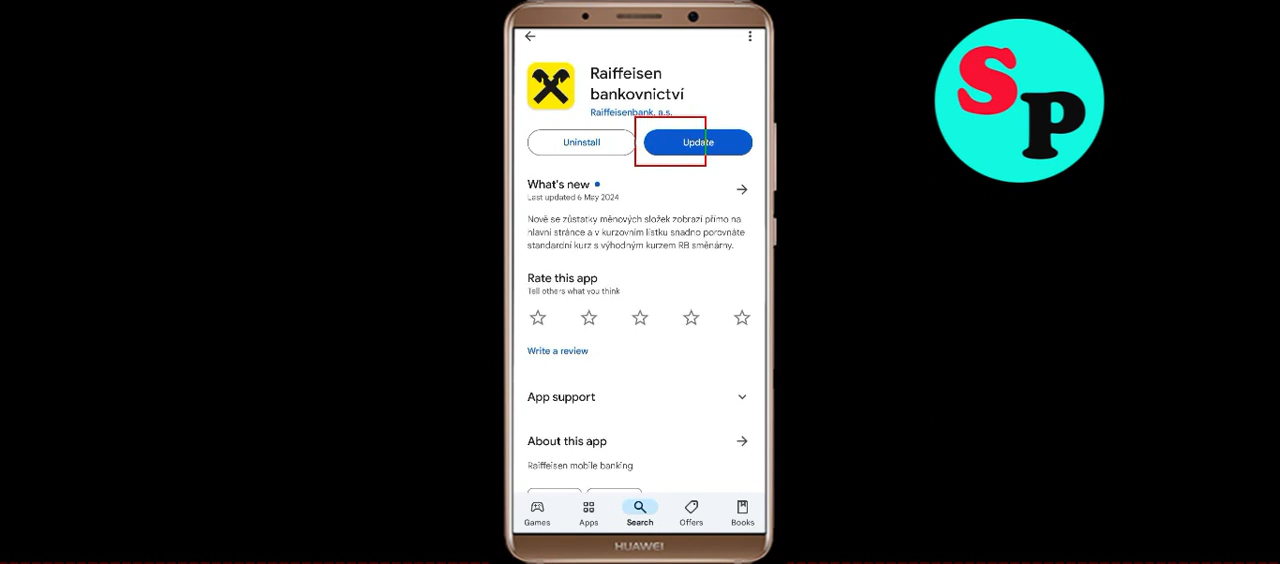 Raiffeisen
bankovnictví
Raiffeisenbank, a.s.
Uninstall
Update
What's new
Last updated 6 May 2024
Nově se zůstatky měnových složek zobrazí přímo na
hlavní stránce a v kurzovním lístku snadno porovnáte
standardní kurz s výhodným kurzem RB směnárny.
Rate this app
Tell others what you think
Write a review
App support
About this app
Raiffeisen mobile banking
Games
Apps
Search
Offers
Books
HUAWEI
SP